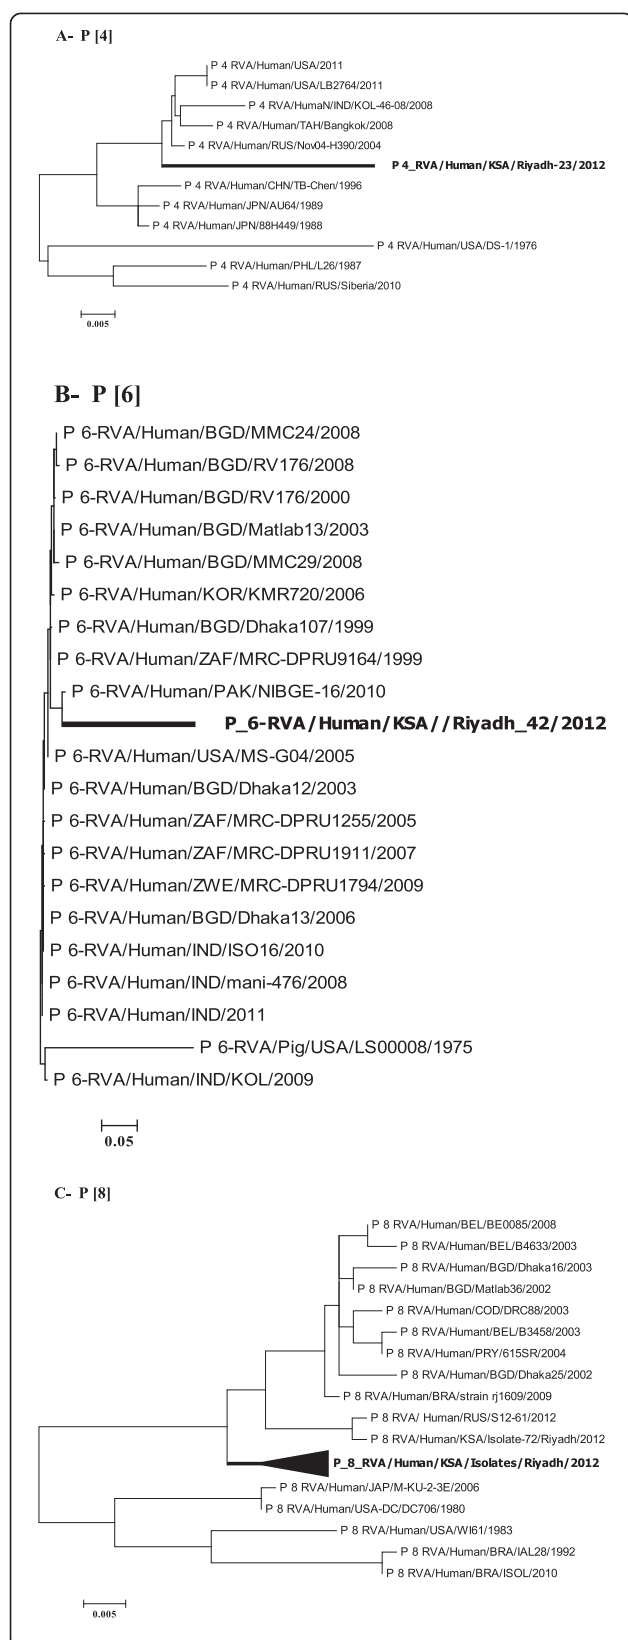 A- P [4]
P 4 RVA/Human/USA/2011
P 4 RVA/Human/USA/LB2764/2011
P 4 RVA/HumaN/IND/KOL-46-08/2008
P 4 RVA/Human/TAH/Bangkok/2008
P 4 RVA/Human/RUS/Nov04-H390/2004
P 4_RVA/Human/KSA/Riyadh-23/2012
P 4 RVA/Human/CHN/TB-Chen/1996
P 4 RVA/Human/JPN/AU64/1989
P 4 RVA/Human/JPN/88H449/1988
P 4 RVA/Human/USA/DS-1/1976
P 4 RVA/Human/PHL/L26/1987
P 4 RVA/Human/RUS/Siberia/2010
0.005
B- P [6]
P 6-RVA/Human/BGD/MMC24/2008
P 6-RVA/Human/BGD/RV176/2008
P 6-RVA/Human/BGD/RV176/2000
P 6-RVA/Human/BGD/Matlab13/2003
P 6-RVA/Human/BGD/MMC29/2008
P 6-RVA/Human/KOR/KMR720/2006
P 6-RVA/Human/BGD/Dhaka107/1999
P 6-RVA/Human/ZAF/MRC-DPRU9164/1999
P 6-RVA/Human/PAK/NIBGE-16/2010
P_6-RVA/Human/KSA//Riyadh_42/2012
P 6-RVA/Human/USA/MS-G04/2005
P 6-RVA/Human/BGD/Dhaka12/2003
P 6-RVA/Human/ZAF/MRC-DPRU1255/2005
P 6-RVA/Human/ZAF/MRC-DPRU1911/2007
P 6-RVA/Human/ZWE/MRC-DPRU1794/2009
P 6-RVA/Human/BGD/Dhaka13/2006
P 6-RVA/Human/IND/ISO16/2010
P 6-RVA/Human/IND/mani-476/2008
P 6-RVA/Human/IND/2011
P 6-RVA/Pig/USA/LS00008/1975
P 6-RVA/Human/IND/KOL/2009
0.05
C- P [8]
P 8 RVA/Human/BEL/BE0085/2008
P 8 RVA/Human/BEL/B4633/2003
P 8 RVA/Human/BGD/Dhaka16/2003
P 8 RVA/Human/BGD/Matlab36/2002
P 8 RVA/Human/COD/DRC88/2003
P 8 RVA/Humant/BEL/B3458/2003
P 8 RVA/Human/PRY/615SR/2004
P 8 RVA/Human/BGD/Dhaka25/2002
P 8 RVA/Human/BRA/strain rj1609/2009
P 8 RVA/ Human/RUS/S12-61/2012
P 8 RVA/Human/KSA/Isolate-72/Riyadh/2012
P_8_RVA/Human/KSA/Isolates/Riyadh/2012
P 8 RVA/Human/JAP/M-KU-2-3E/2006
P 8 RVA/Human/USA-DC/DC706/1980
P 8 RVA/Human/USA/WI61/1983
P 8 RVA/Human/BRA/IAL28/1992
P 8 RVA/Human/BRA/ISOL/2010
0.005